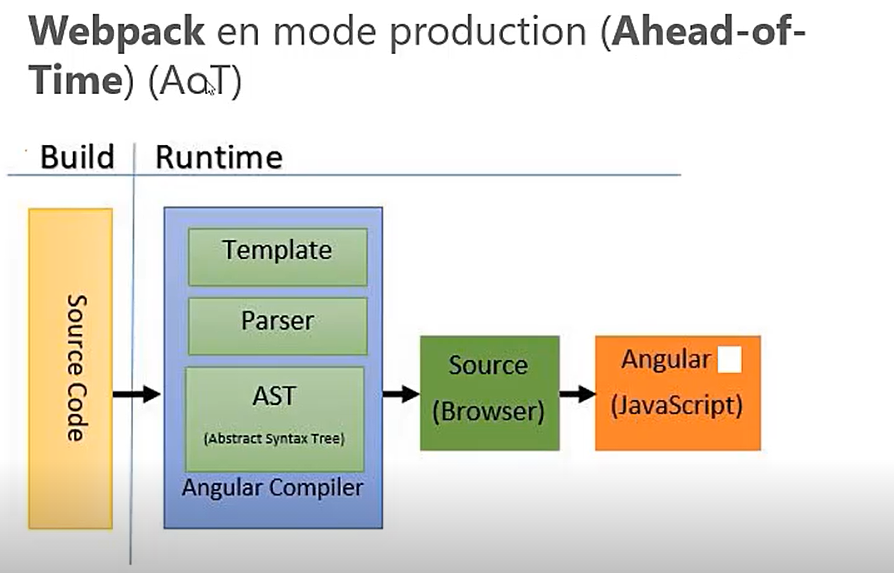 Webpack en mode production (Ahead-of-
Time) (AoT)
Build
Runtime
Source Code
Template
Parser
AST
(Abstract Syntax Tree)
Angular Compiler
Source
(Browser)
Angular
(JavaScript)